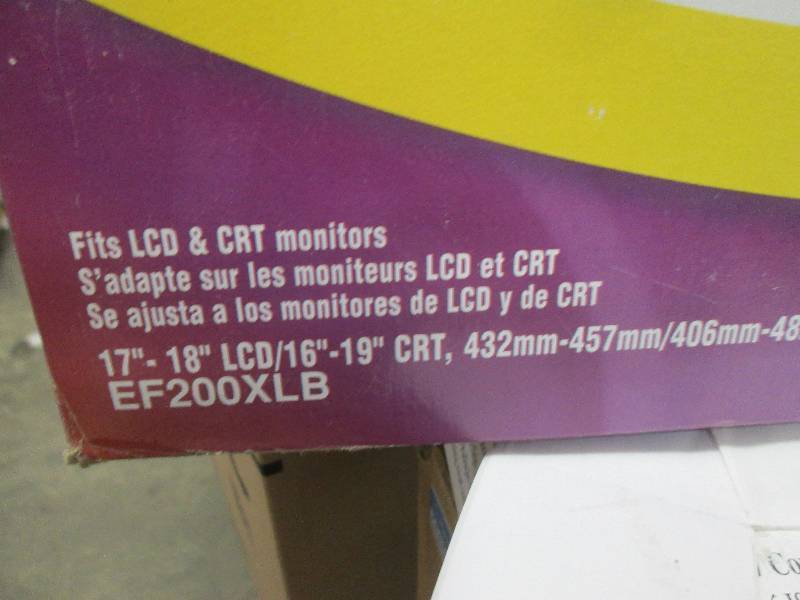 Fits LCD & CRT monitors
S'adapte sur les moniteurs LCD et CRT
Se ajusta a los monitores de LCD y de CRT
17"- 18" LCD/16"-19" CRT, 432mm-457mm/406mm-48
EF200XLB